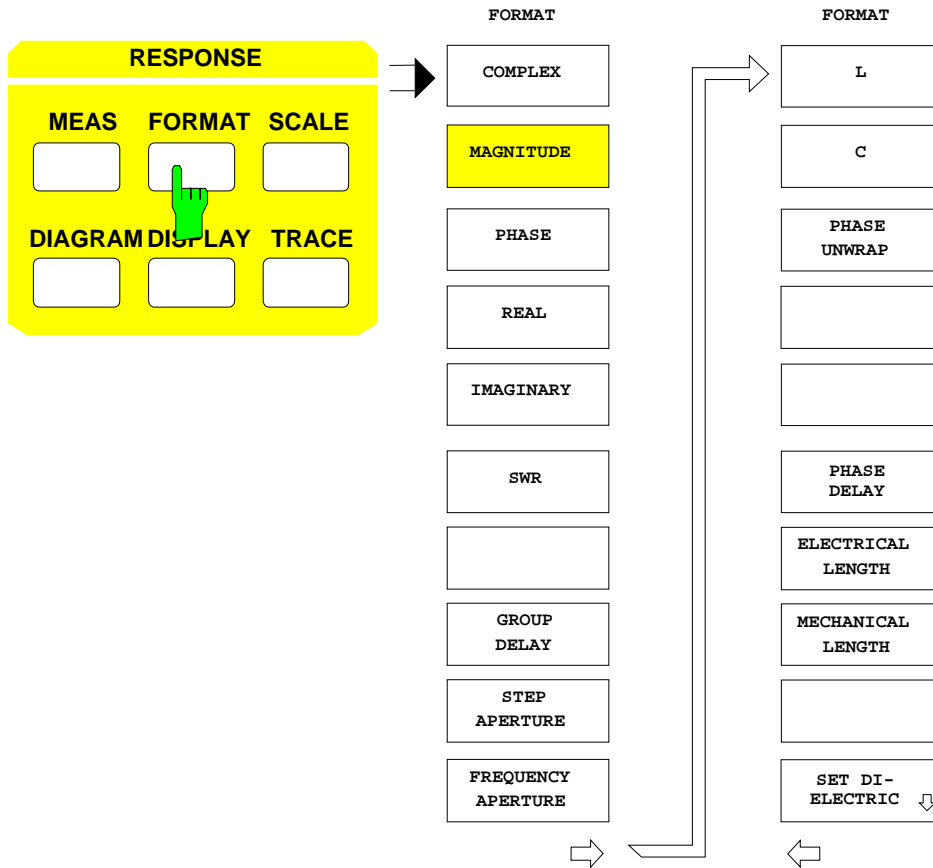 RESPONSE
MEAS FORMAT SCALE
DIAGRAM DISPLAY TRACE
FORMAT
COMPLEX
MAGNITUDE
PHASE
REAL
IMAGINARY
SWR
GROUP
DELAY
STEP
APERTURE
FREQUENCY
APERTURE
FORMAT
L
C
PHASE
UNWRAP
PHASE
DELAY
ELECTRICAL
LENGTH
MECHANICAL
LENGTH
SET DI-
ELECTRIC